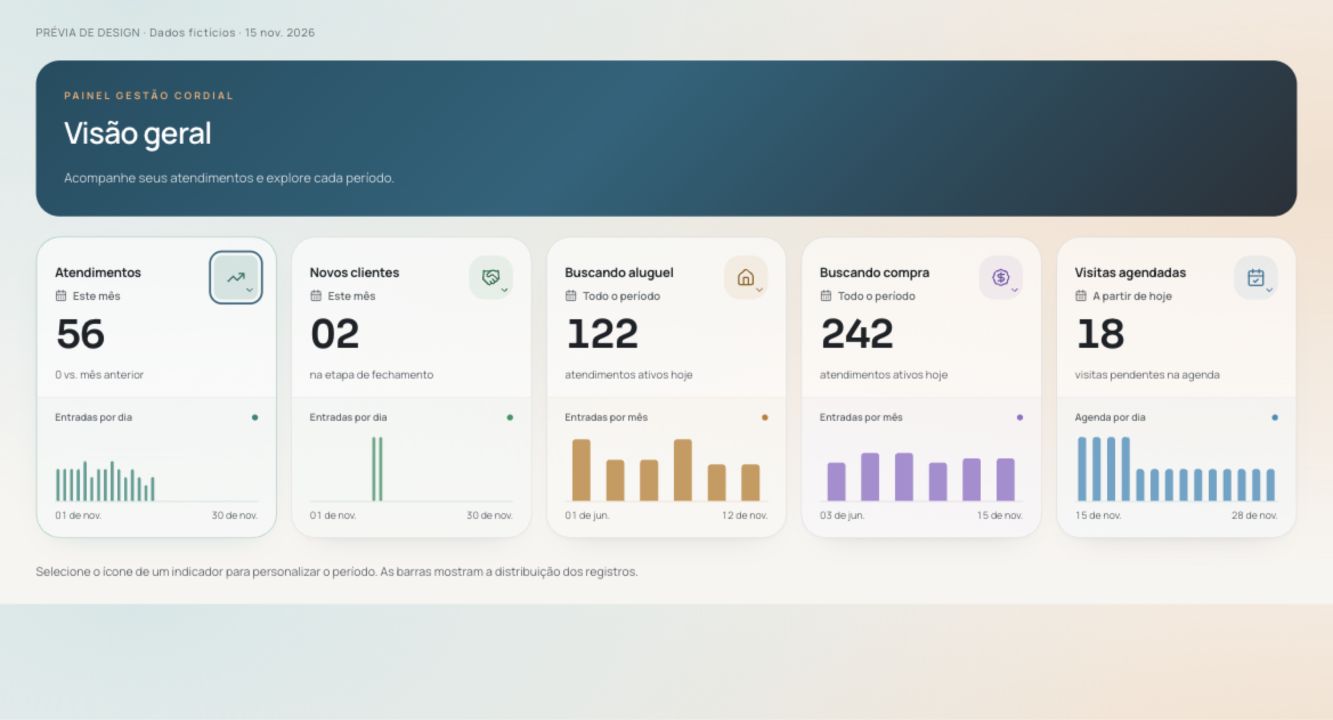 PRÉVIA DE DESIGN · Dados fictícios · 15 nov. 2026
PAINEL GESTÃO CORDIAL
Visão geral
Acompanhe seus atendimentos e explore cada período.
Atendimentos
Este mês
56
0 vs. mês anterior
Entradas por dia
01 de nov. 30 de nov.
Novos clientes
Este mês
02
na etapa de fechamento
Entradas por dia
01 de nov. 30 de nov.
Buscando aluguel
Todo o período
122
atendimentos ativos hoje
Entradas por mês
01 de jun. 12 de nov.
Buscando compra
Todo o período
242
atendimentos ativos hoje
Entradas por mês
03 de jun. 15 de nov.
Visitas agendadas
A partir de hoje
18
visitas pendentes na agenda
Agenda por dia
15 de nov. 28 de nov.
Selecione o ícone de um indicador para personalizar o período. As barras mostram a distribuição dos registros.